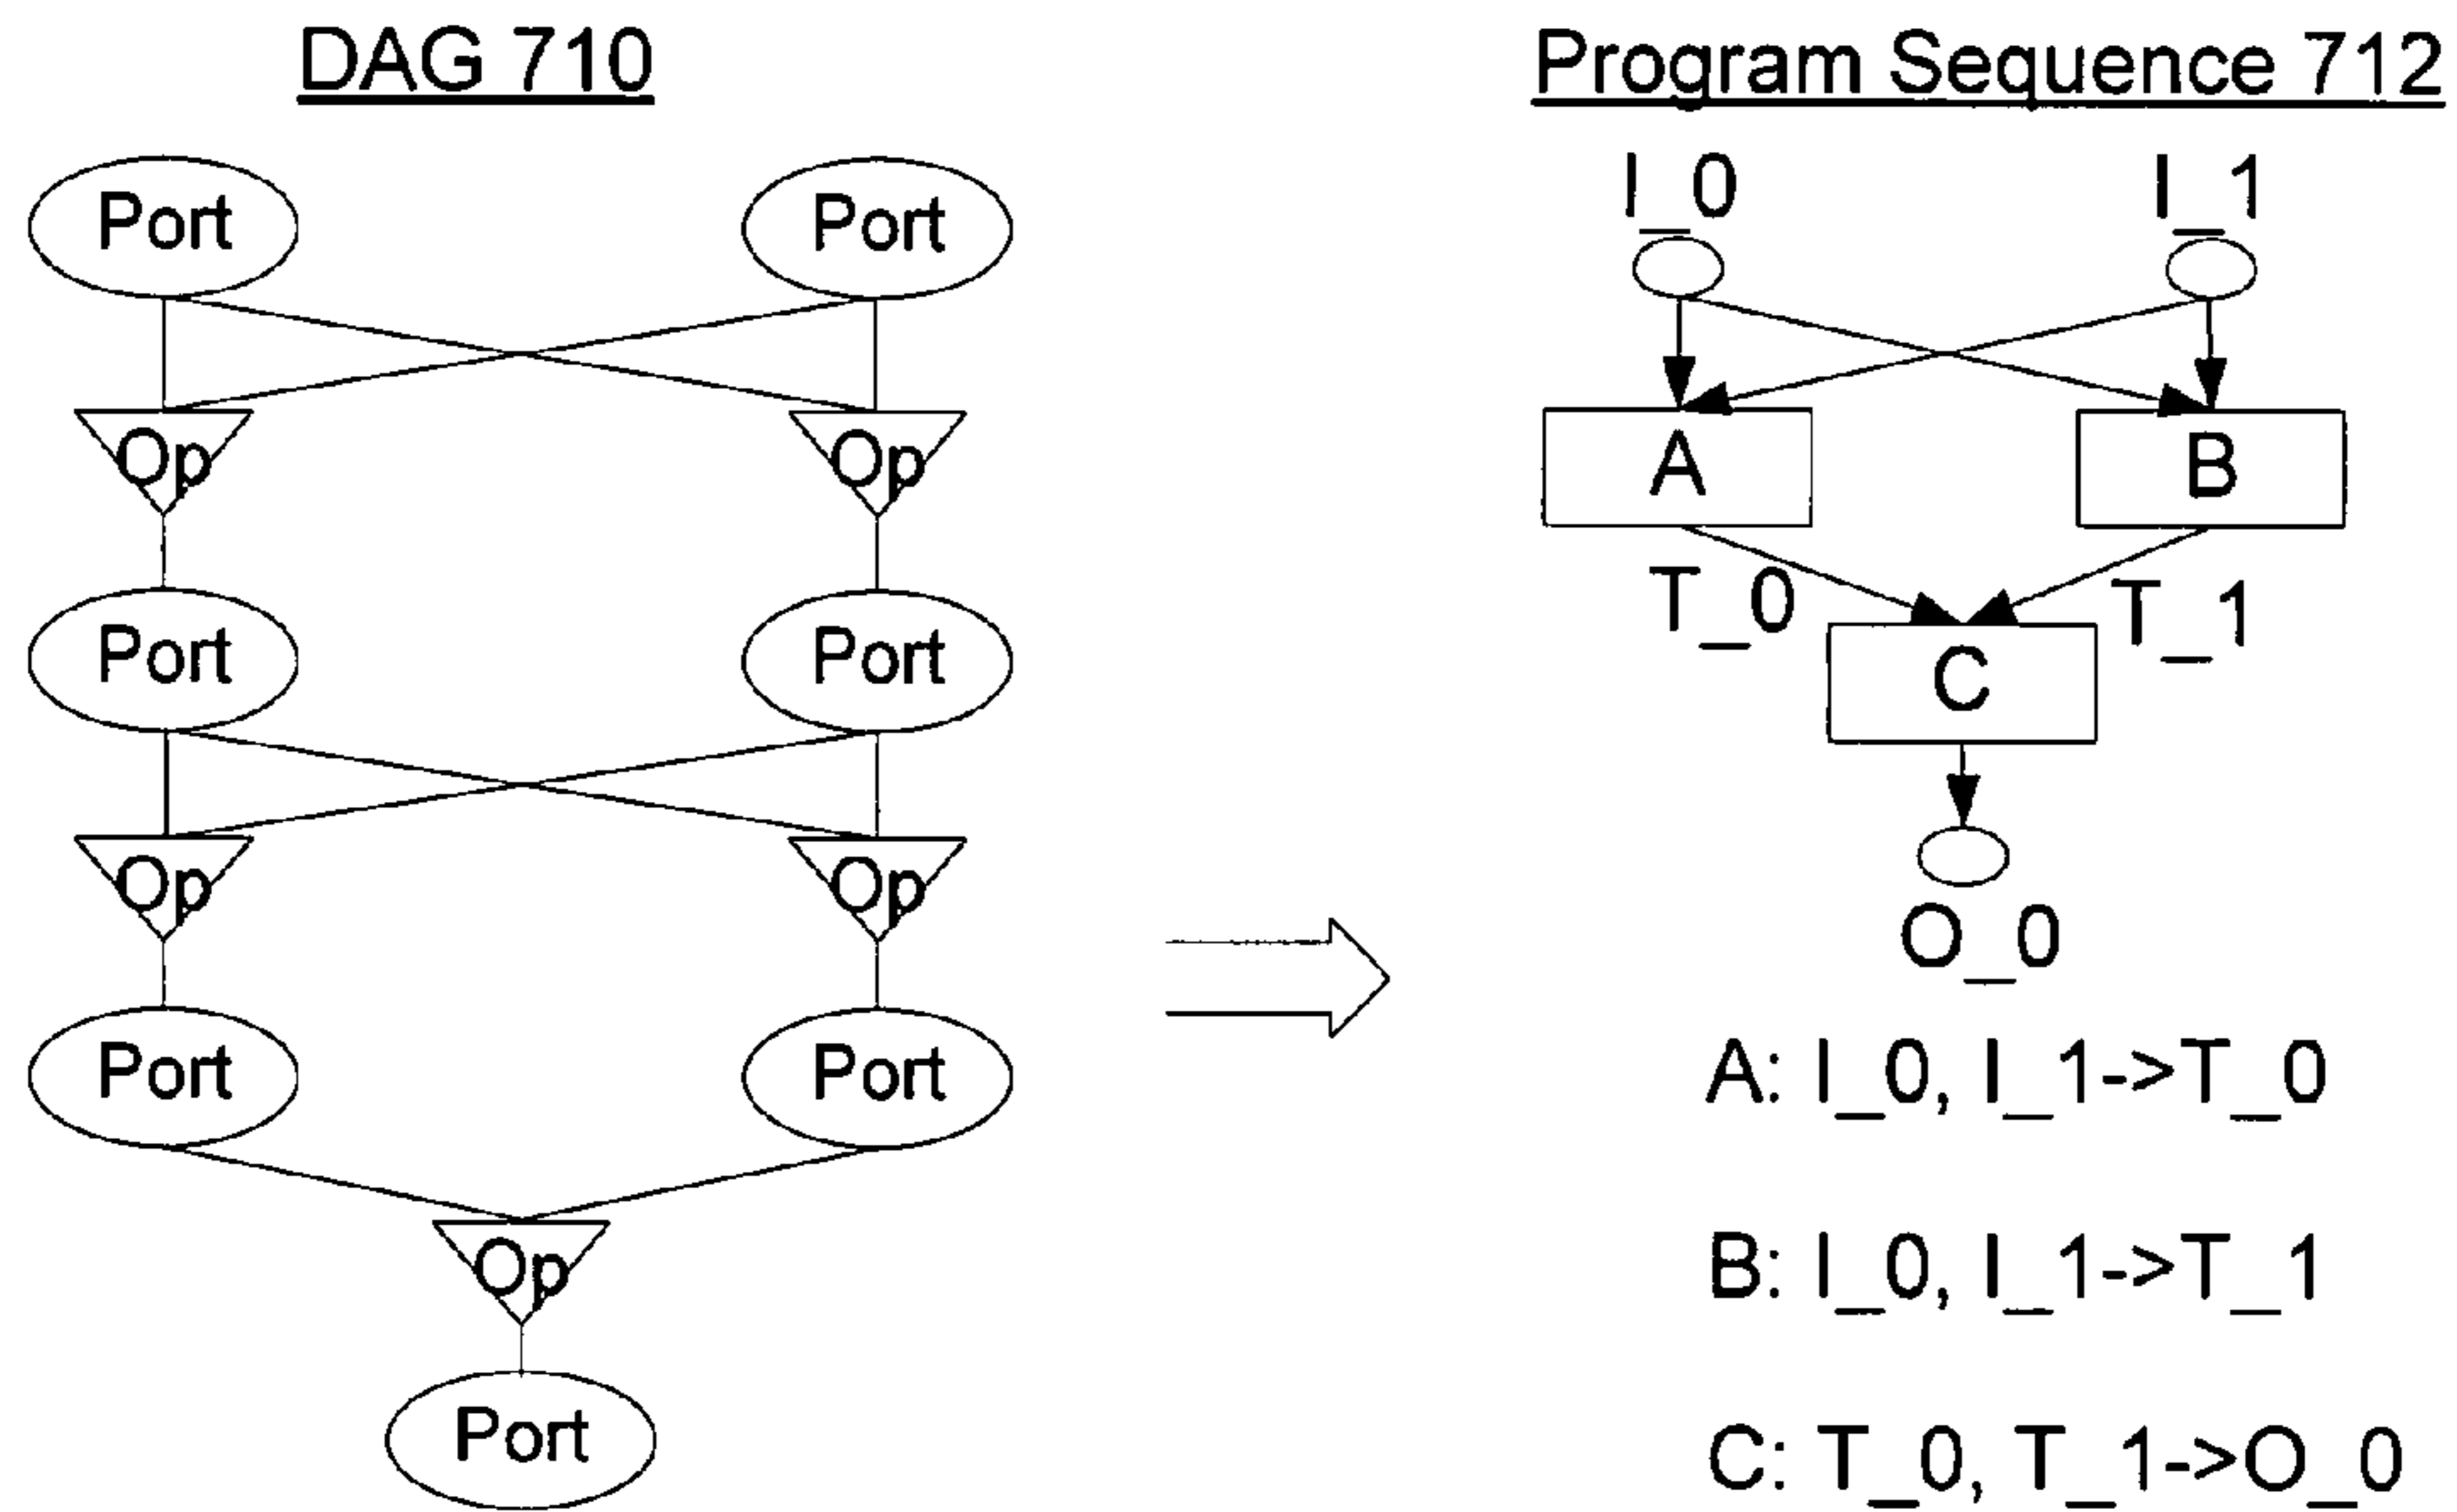 DAG 710
Port Port
Op Op
Port Port
Op Op
Port Port
Op
Port
Program Sequence 712
I_0 I_1
A B
T_0 T_1
C
O_0
A: I_0, I_1->T_0
B: I_0, I_1->T_1
C: T_0, T_1->O_0